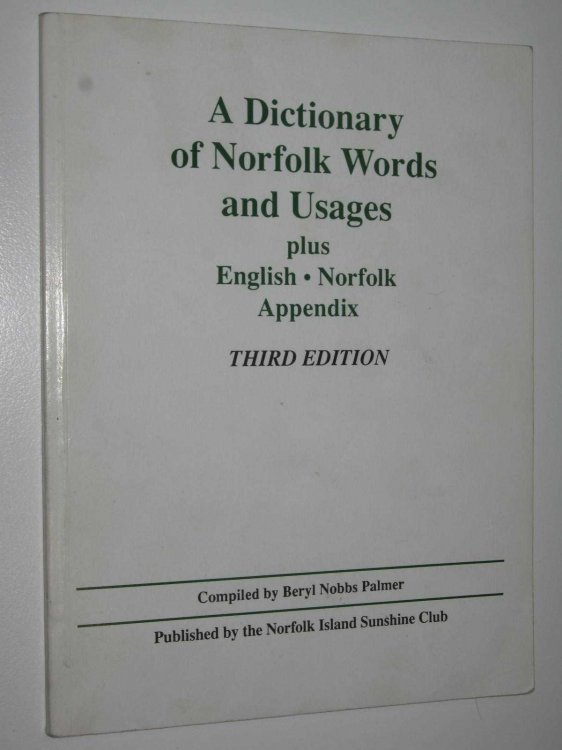 A Dictionary
of Norfolk Words
and Usages
plus
English • Norfolk
Appendix
THIRD EDITION
Compiled by Beryl Nobbs Palmer
Published by the Norfolk Island Sunshine Club